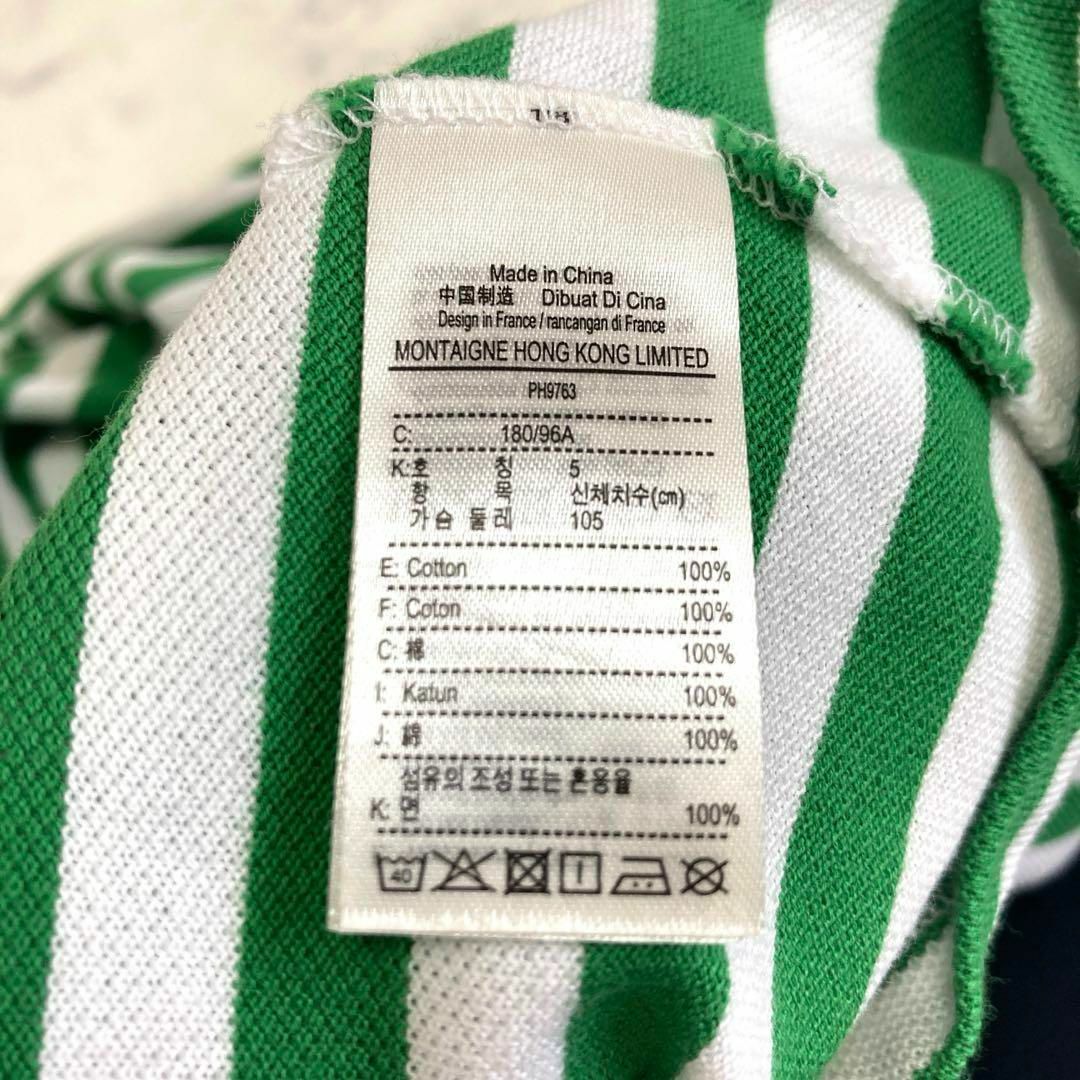 Made in China
中国制造 Dibuat Di Cina
Design in France / rancangan di France
MONTAIGNE HONG KONG LIMITED
PH9763
C: 180/96A
K: 호 칭 5
항 목 신체치수(㎝)
가슴 둘레 105
E: Cotton 100%
F: Coton 100%
C: 棉 100%
I: Katun 100%
J: 綿 100%
섬유의 조성 또는 혼용율
K: 면 100%
40